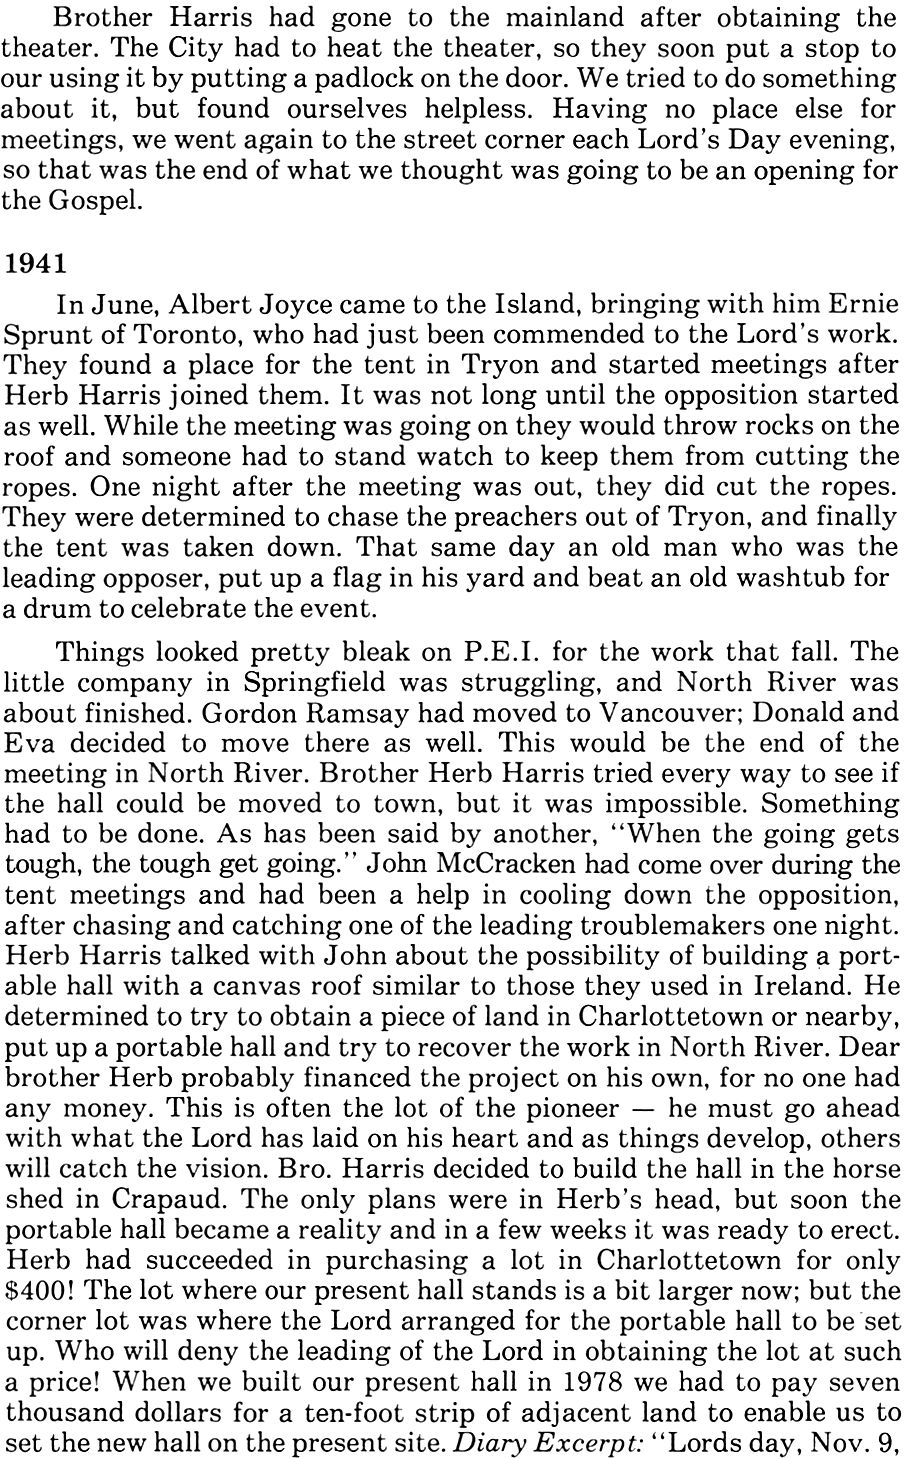 Brother Harris had gone to the mainland after obtaining the
theater. The City had to heat the theater, so they soon put a stop to
our using it by putting a padlock on the door. We tried to do something
about it, but found ourselves helpless. Having no place else for
meetings, we went again to the street corner each Lord's Day evening,
so that was the end of what we thought was going to be an opening for
the Gospel.
1941
In June, Albert Joyce came to the Island, bringing with him Ernie
Sprunt of Toronto, who had just been commended to the Lord's work.
They found a place for the tent in Tryon and started meetings after
Herb Harris joined them. It was not long until the opposition started
as well. While the meeting was going on they would throw rocks on the
roof and someone had to stand watch to keep them from cutting the
ropes. One night after the meeting was out, they did cut the ropes.
They were determined to chase the preachers out of Tryon, and finally
the tent was taken down. That same day an old man who was the
leading opposer, put up a flag in his yard and beat an old washtub for
a drum to celebrate the event.
Things looked pretty bleak on P.E.I. for the work that fall. The
little company in Springfield was struggling, and North River was
about finished. Gordon Ramsay had moved to Vancouver; Donald and
Eva decided to move there as well. This would be the end of the
meeting in North River. Brother Herb Harris tried every way to see if
the hall could be moved to town, but it was impossible. Something
had to be done. As has been said by another, "When the going gets
tough, the tough get going." John McCracken had come over during the
tent meetings and had been a help in cooling down the opposition,
after chasing and catching one of the leading troublemakers one night.
Herb Harris talked with John about the possibility of building a port-
able hall with a canvas roof similar to those they used in Ireland. He
determined to try to obtain a piece of land in Charlottetown or nearby,
put up a portable hall and try to recover the work in North River. Dear
brother Herb probably financed the project on his own, for no one had
any money. This is often the lot of the pioneer — he must go ahead
with what the Lord has laid on his heart and as things develop, others
will catch the vision. Bro. Harris decided to build the hall in the horse
shed in Crapaud. The only plans were in Herb's head, but soon the
portable hall became a reality and in a few weeks it was ready to erect.
Herb had succeeded in purchasing a lot in Charlottetown for only
$400! The lot where our present hall stands is a bit larger now; but the
corner lot was where the Lord arranged for the portable hall to be set
up. Who will deny the leading of the Lord in obtaining the lot at such
a price! When we built our present hall in 1978 we had to pay seven
thousand dollars for a ten-foot strip of adjacent land to enable us to
set the new hall on the present site. Diary Excerpt: "Lords day, Nov. 9,